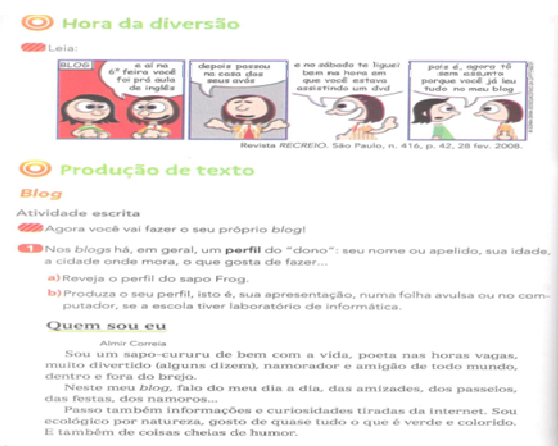 Hora da diversão
Leia:
BLOG
e aí na
6ª feira você
foi prá aula
de inglês
depois passou
na casa dos
seus avós
e no sábado te liguei
bem na hora em
que você estava
assistindo um dvd
pois é, agora tô
sem assunto
porque você já leu
tudo no meu blog
Revista RECREIO. São Paulo, n. 416, p. 42, 28 fev. 2008.
Produção de texto
Blog
Atividade escrita
Agora você vai fazer o seu próprio blog!
1 Nos blogs há, em geral, um perfil do "dono": seu nome ou apelido, sua idade,
a cidade onde mora, o que gosta de fazer...
a) Reveja o perfil do sapo Frog.
b) Produza o seu perfil, isto é, sua apresentação, numa folha avulsa ou no com-
putador, se a escola tiver laboratório de informática.
Quem sou eu
Almir Correia
Sou um sapo-cururu de bem com a vida, poeta nas horas vagas,
muito divertido (alguns dizem), namorador e amigão de todo mundo,
dentro e fora do brejo.
Neste meu blog, falo do meu dia a dia, das amizades, dos passeios,
das festas, dos namoros...
Passo também informações e curiosidades tiradas da internet. Sou
ecológico por natureza, gosto de quase tudo o que é verde e colorido.
E também de coisas cheias de humor.